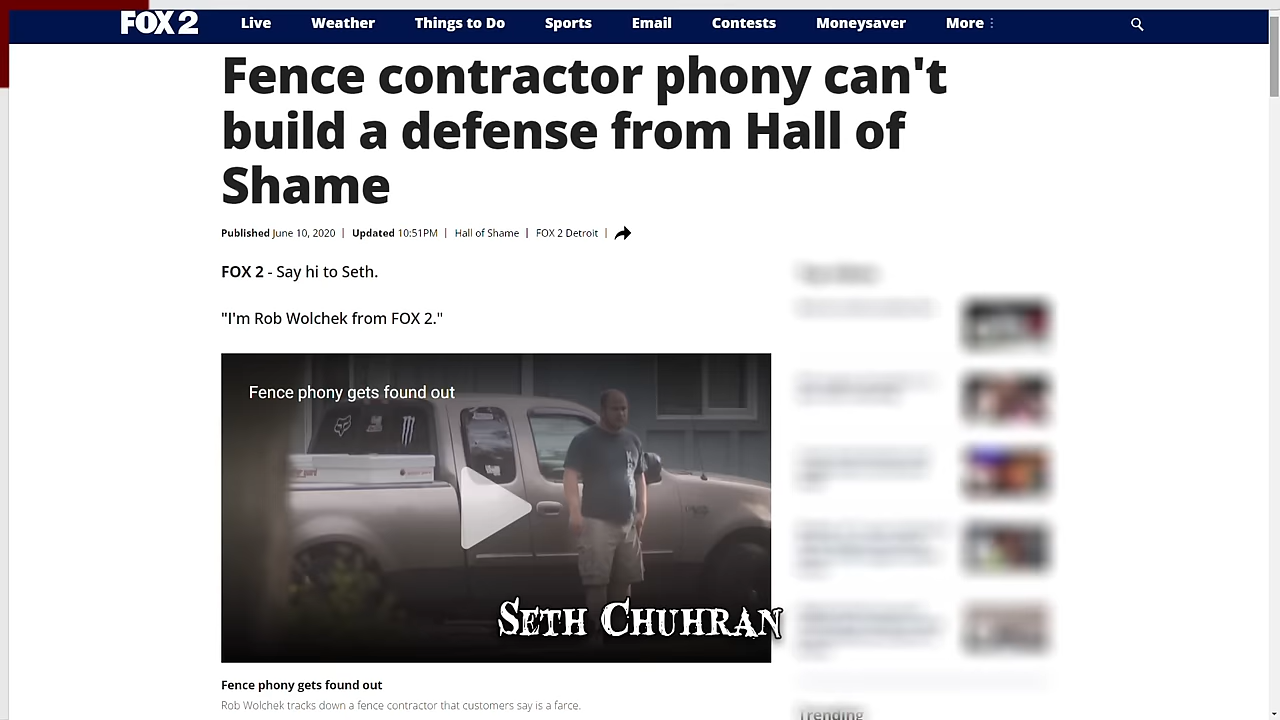 FOX 2 Live Weather Things to Do Sports Email Contests Moneysaver More
Fence contractor phony can't
build a defense from Hall of
Shame
Published June 10, 2020 | Updated 10:51PM | Hall of Shame | FOX 2 Detroit |
FOX 2 - Say hi to Seth.
"I'm Rob Wolchek from FOX 2."
Fence phony gets found out
SETH CHUHRAN
Fence phony gets found out
Rob Wolchek tracks down a fence contractor that customers say is a farce.
Trending